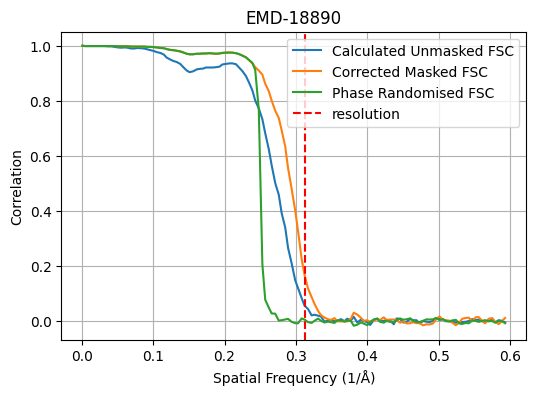 EMD-18890
Calculated Unmasked FSC
Corrected Masked FSC
Phase Randomised FSC
resolution
Correlation
1.0
0.8
0.6
0.4
0.2
0.0
0.0 0.1 0.2 0.3 0.4 0.5 0.6
Spatial Frequency (1/Å)